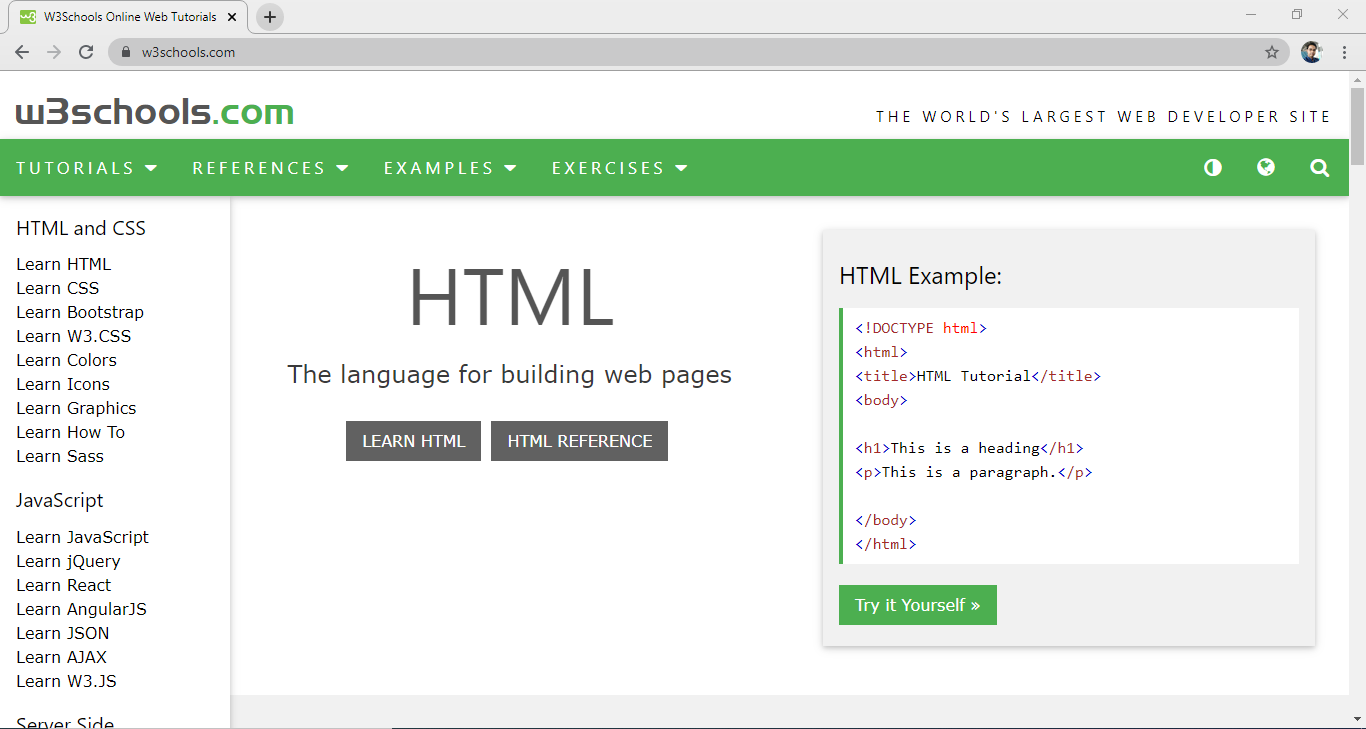 W3Schools Online Web Tutorials
w3schools.com
w3schools.com
THE WORLD'S LARGEST WEB DEVELOPER SITE
TUTORIALS REFERENCES EXAMPLES EXERCISES
HTML and CSS
Learn HTML
Learn CSS
Learn Bootstrap
Learn W3.CSS
Learn Colors
Learn Icons
Learn Graphics
Learn How To
Learn Sass
JavaScript
Learn JavaScript
Learn jQuery
Learn React
Learn AngularJS
Learn JSON
Learn AJAX
Learn W3.JS
Server Side
HTML
The language for building web pages
LEARN HTML HTML REFERENCE
HTML Example:
<!DOCTYPE html>
<html>
<title>HTML Tutorial</title>
<body>
<h1>This is a heading</h1>
<p>This is a paragraph.</p>
</body>
</html>
Try it Yourself »